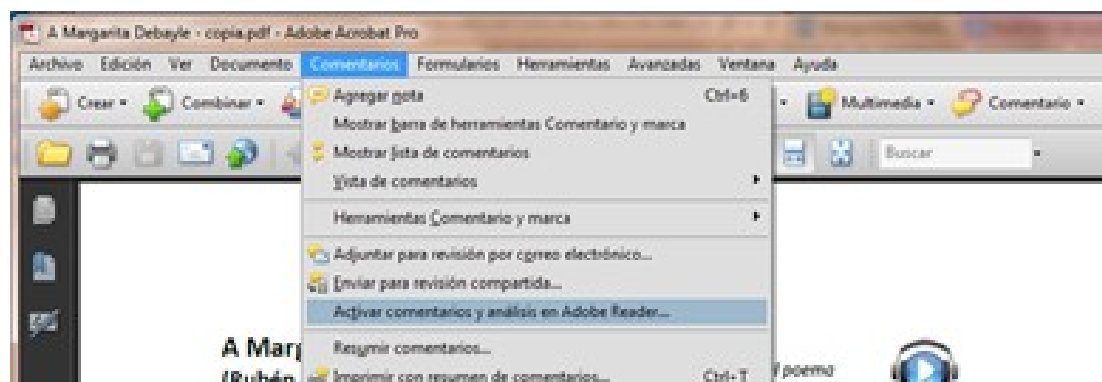 A Margarita Debayle - copia.pdf - Adobe Acrobat Pro
Archivo Edición Ver Documento Comentarios Formularios Herramientas Avanzadas Ventana Ayuda
Crear Combinar Multimedia Comentario
Buscar
Agregar nota Ctrl+6
Mostrar barra de herramientas Comentario y marca
Mostrar lista de comentarios
Vista de comentarios
Herramientas Comentario y marca
Adjuntar para revisión por correo electrónico...
Enviar para revisión compartida...
Activar comentarios y análisis en Adobe Reader...
Resumir comentarios...
Imprimir con resumen de comentarios... Ctrl+T
A Marg
(Rubén
poema